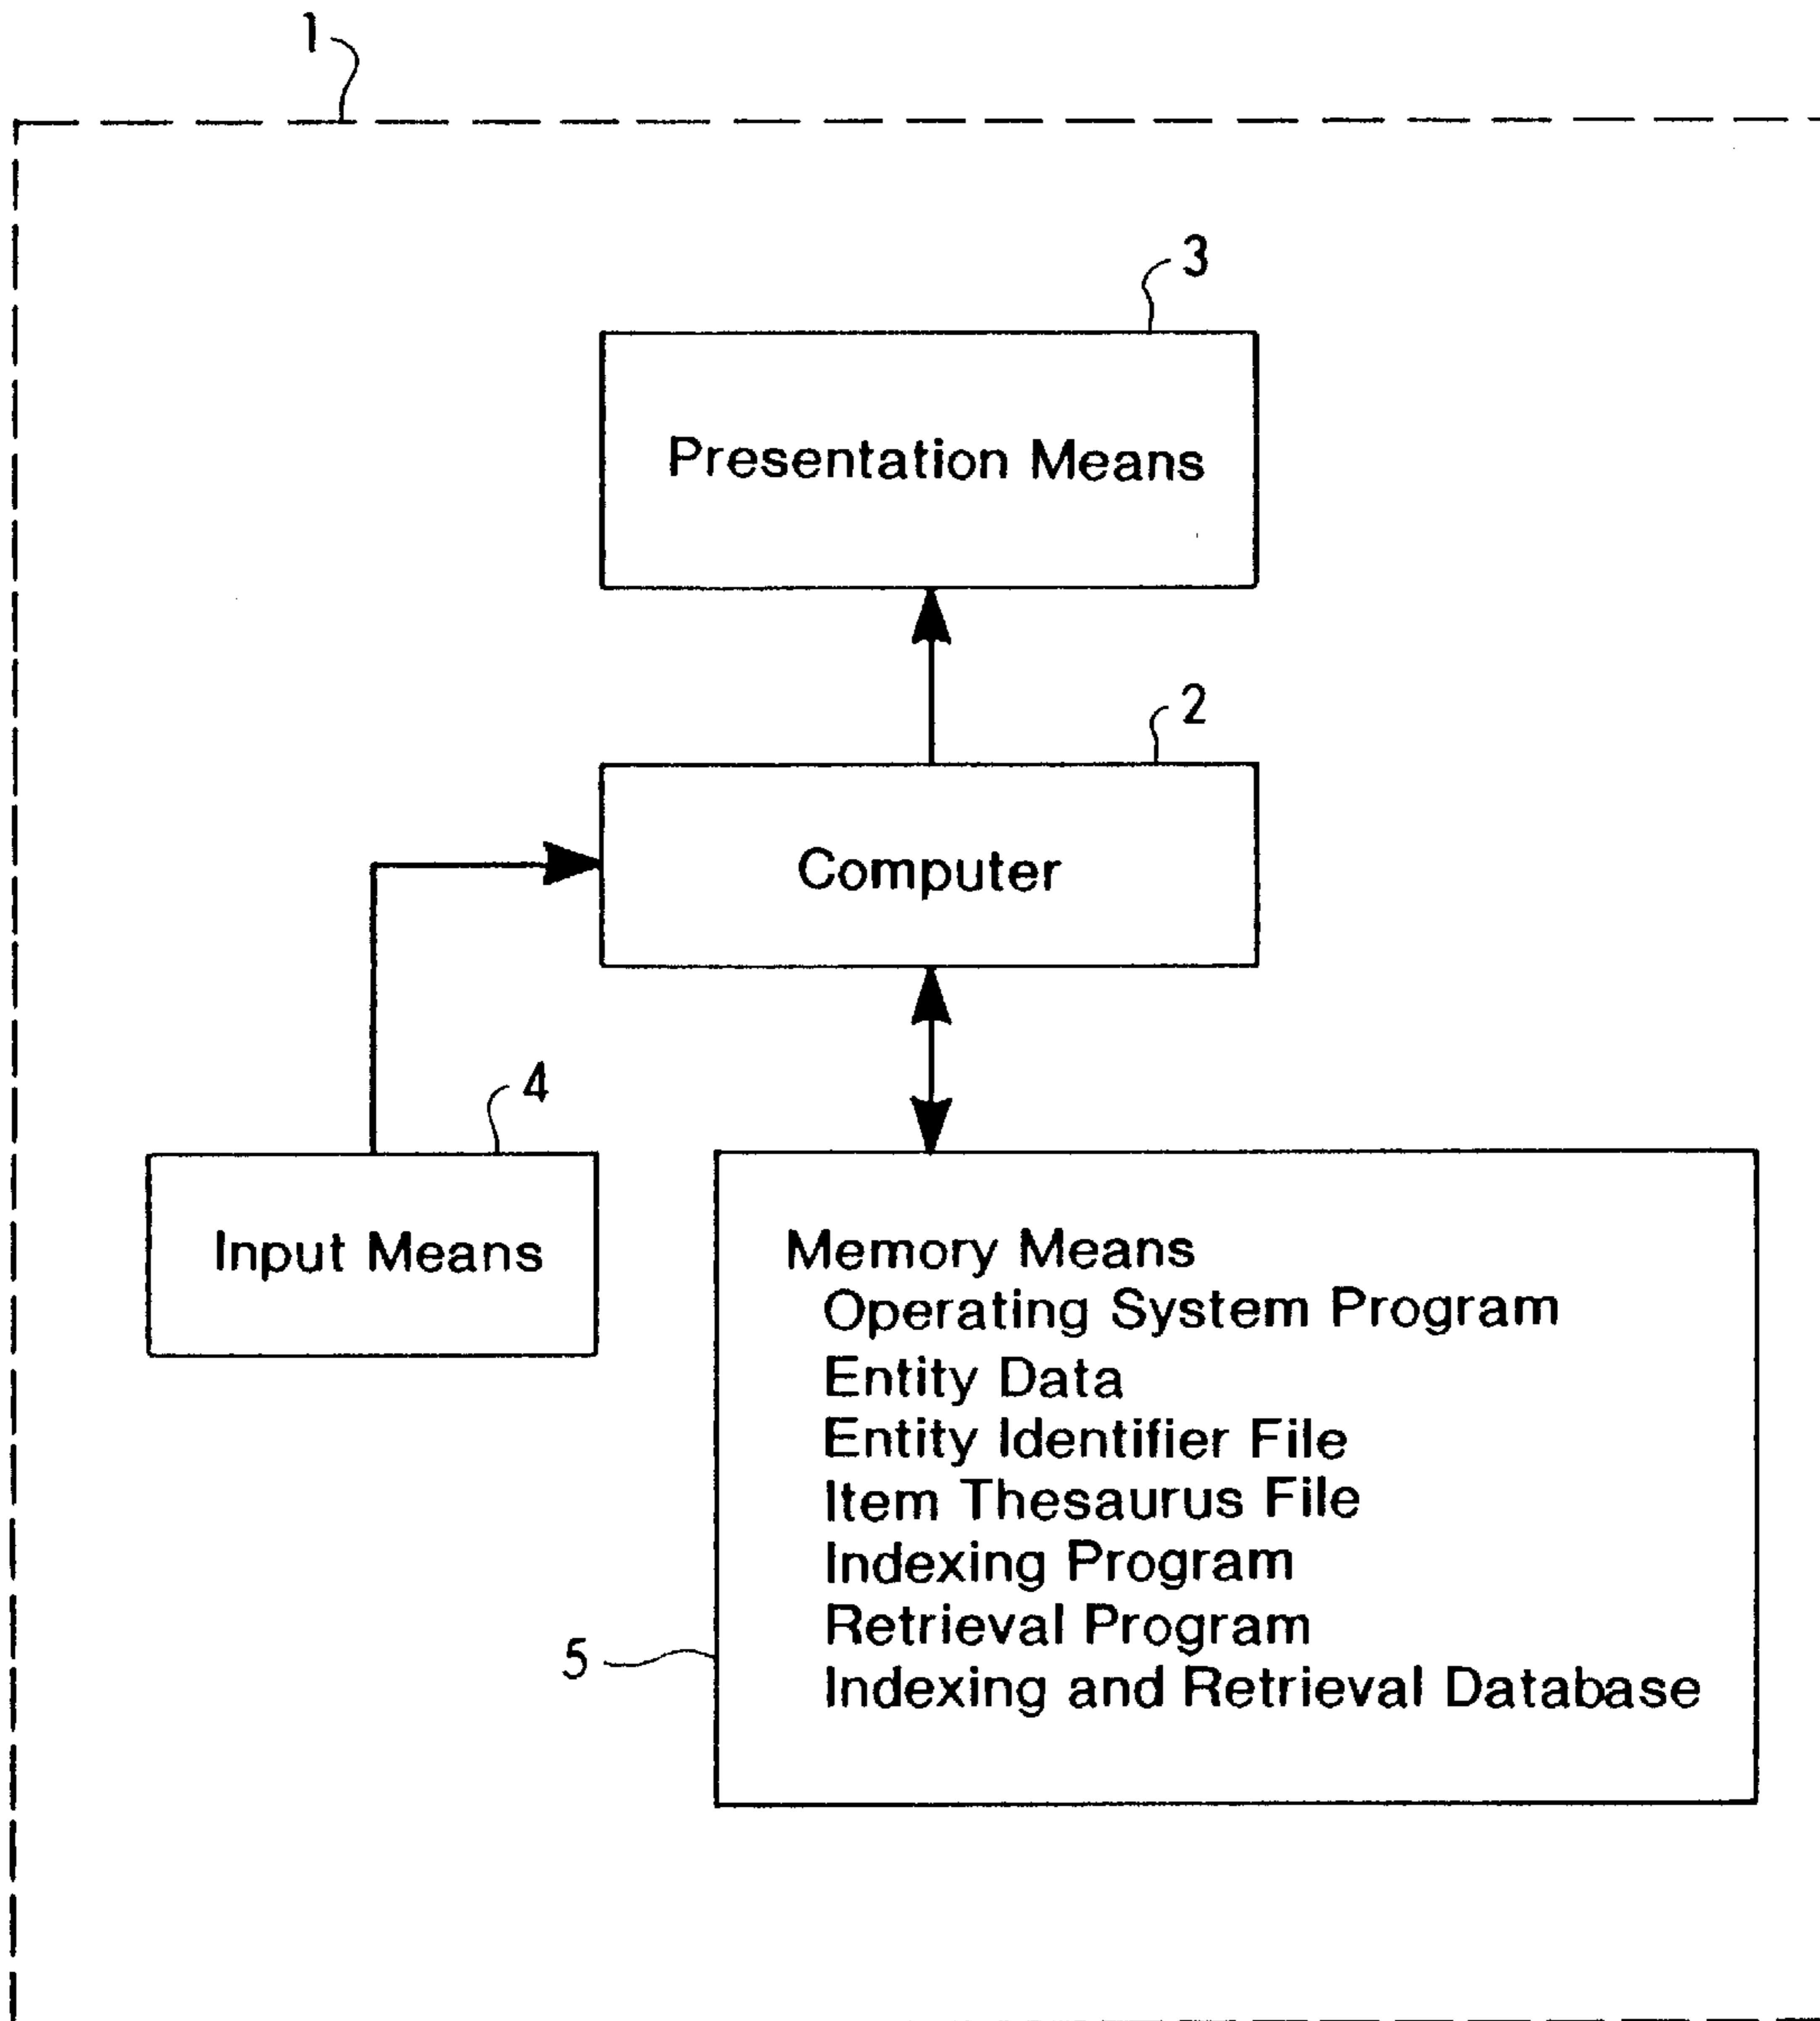 1
3
Presentation Means
2
Computer
4
Input Means
Memory Means
Operating System Program
Entity Data
Entity Identifier File
Item Thesaurus File
Indexing Program
Retrieval Program
5
Indexing and Retrieval Database